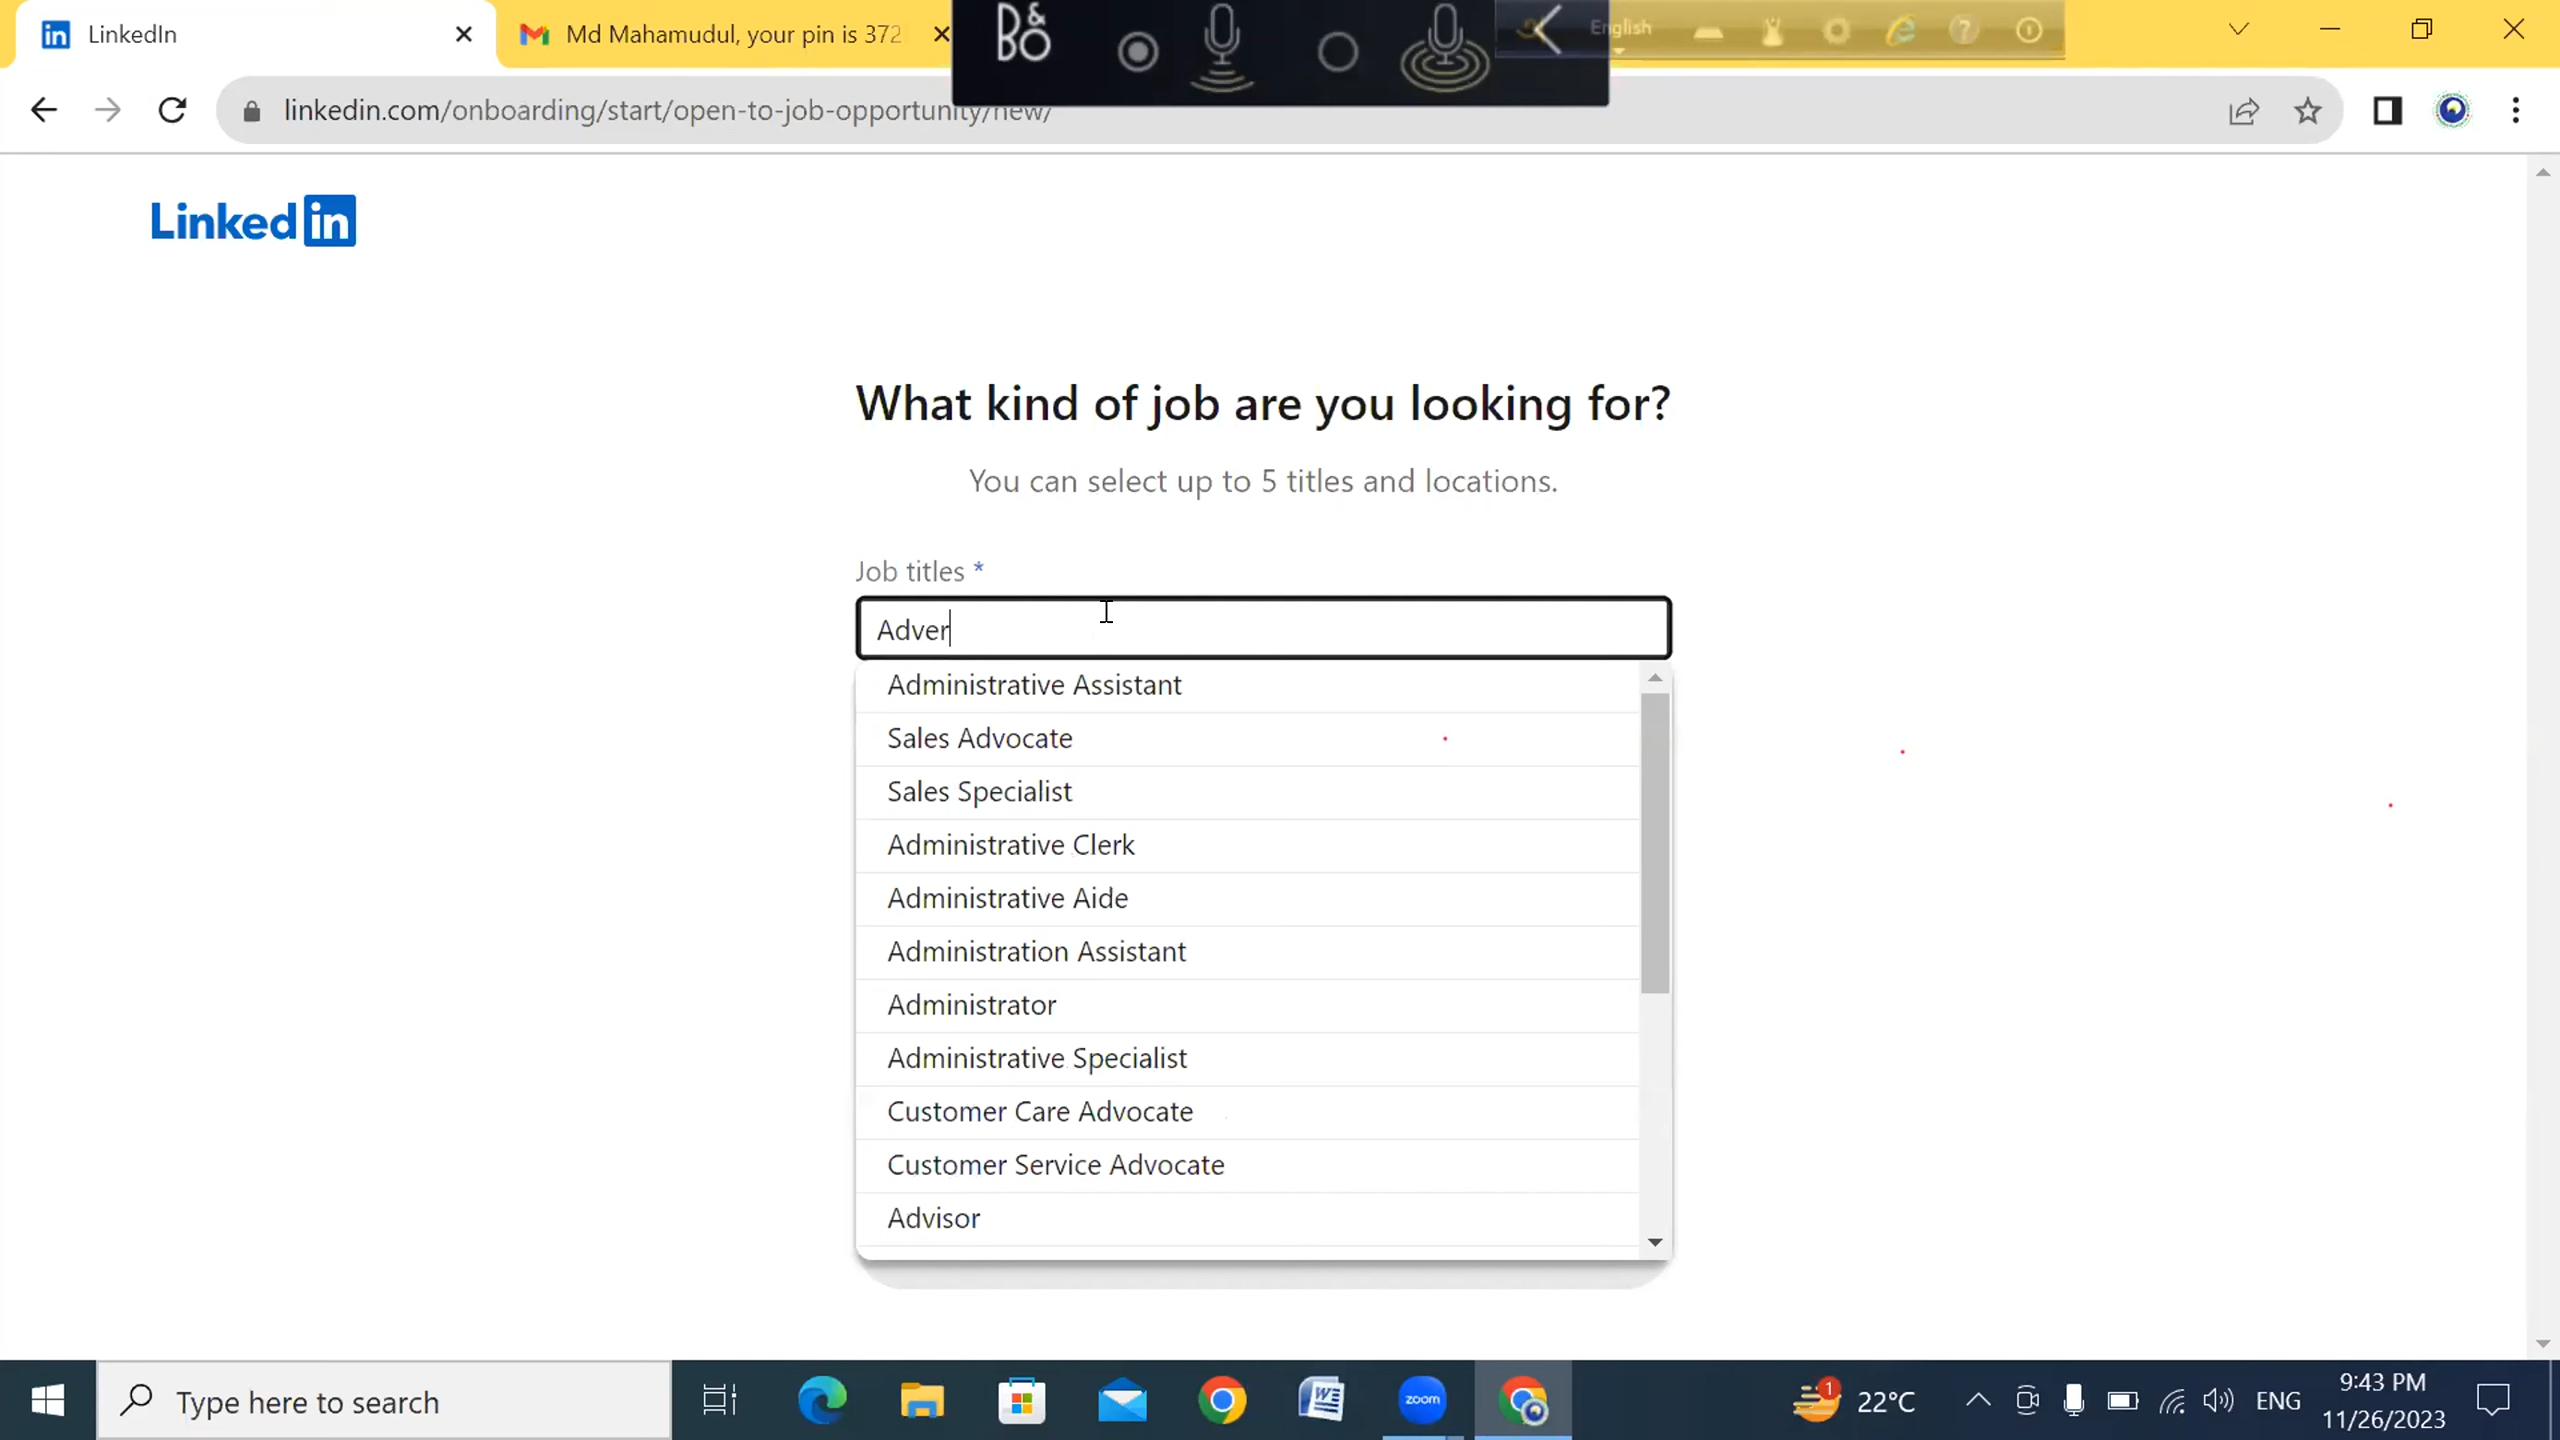 LinkedIn
Md Mahamudul, your pin is 372
B&O
English
linkedin.com/onboarding/start/open-to-job-opportunity/new/
Linkedin
What kind of job are you looking for?
You can select up to 5 titles and locations.
Job titles *
Adver
Administrative Assistant
Sales Advocate
Sales Specialist
Administrative Clerk
Administrative Aide
Administration Assistant
Administrator
Administrative Specialist
Customer Care Advocate
Customer Service Advocate
Advisor
Type here to search
zoom
1
22°C
ENG
9:43 PM
11/26/2023